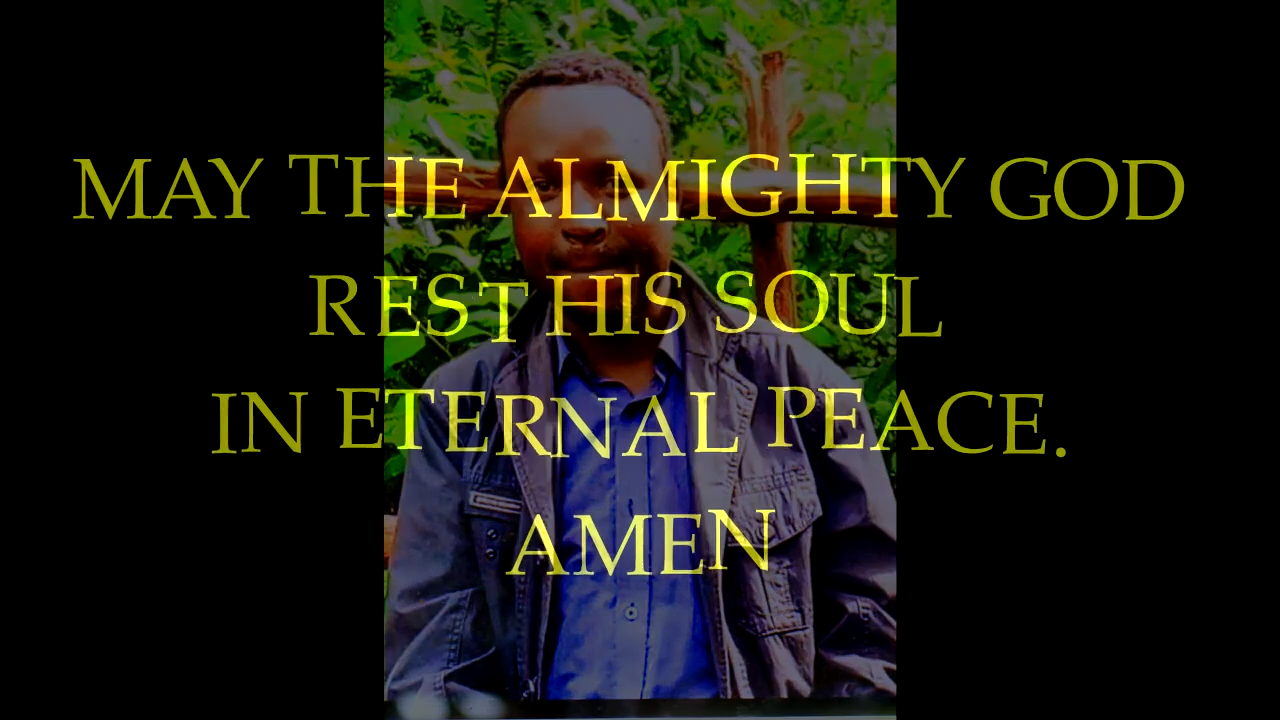 MAY THE ALMIGHTY GOD
REST HIS SOUL
IN ETERNAL PEACE.
AMEN